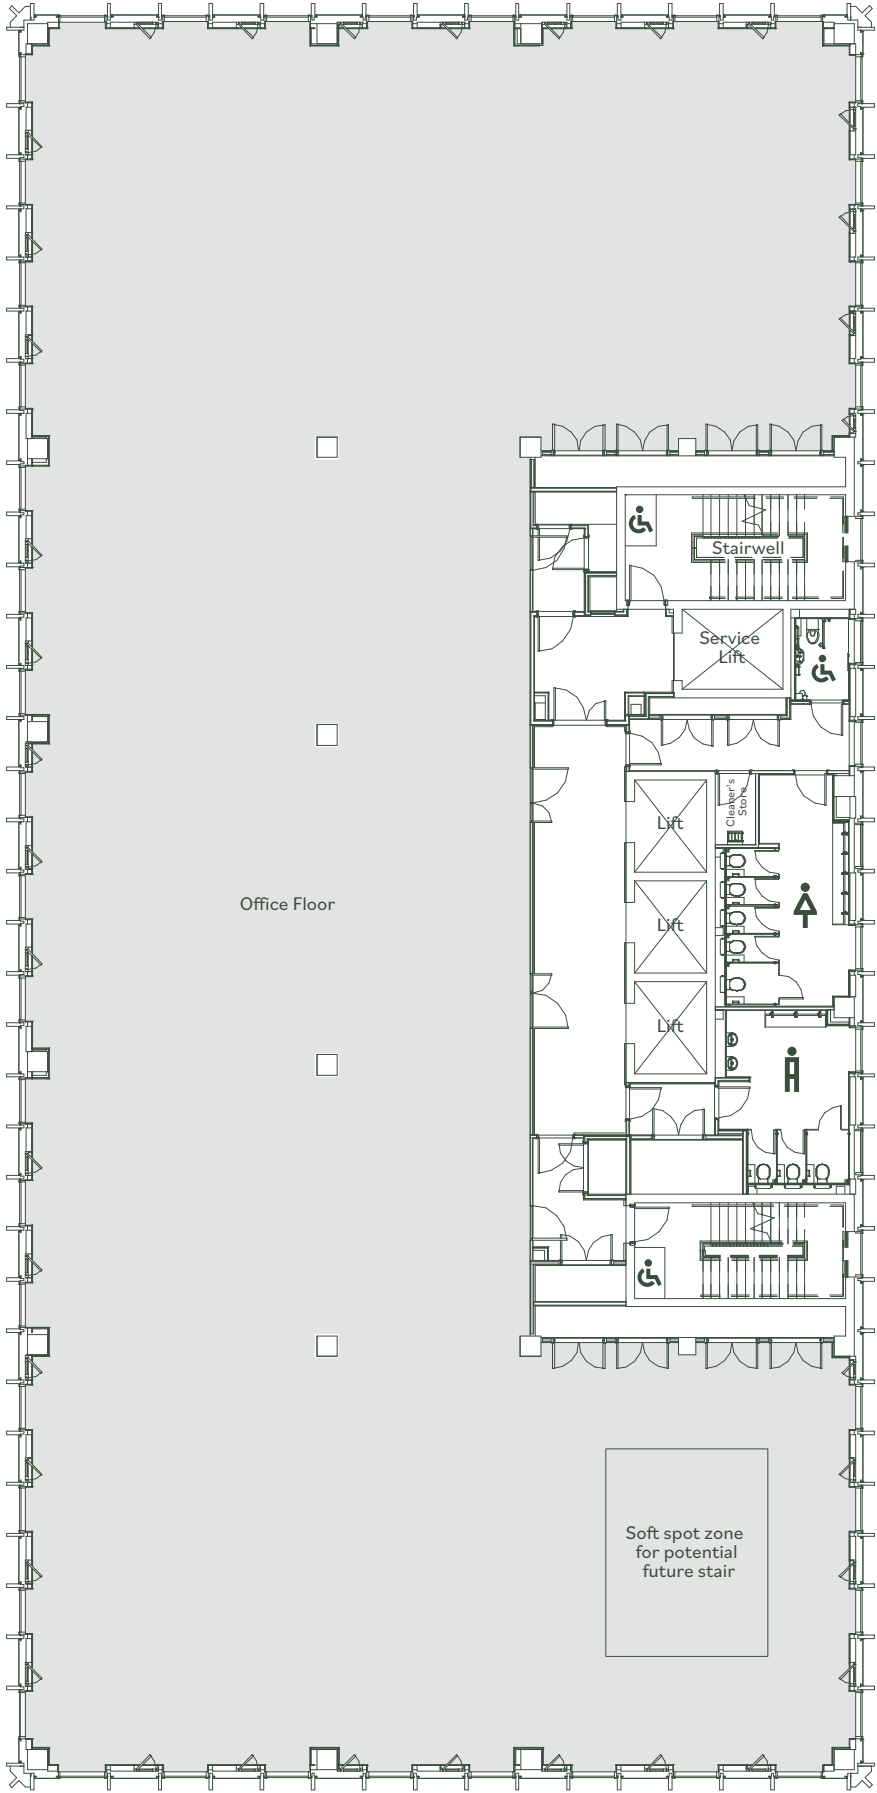 Stairwell
Service
Lift
Cleaner's
Store
Lift
Office Floor
Lift
Lift
Soft spot zone
for potential
future stair